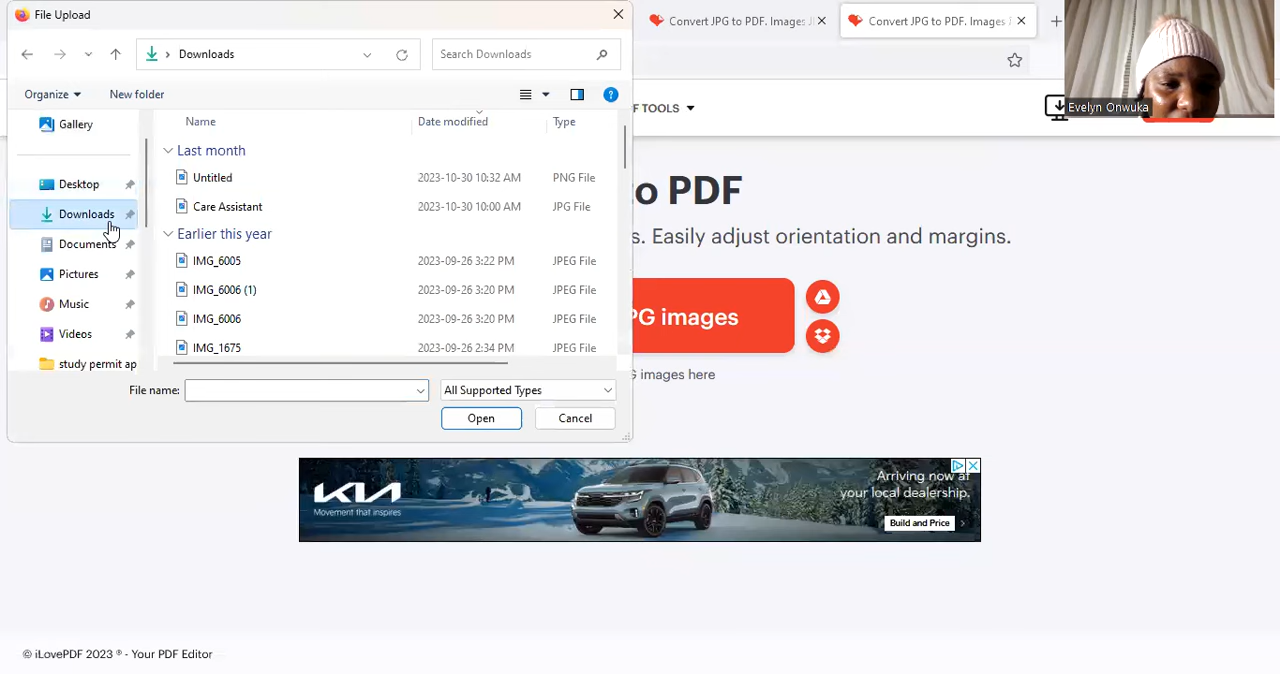 File Upload
Downloads
Search Downloads
Organize
New folder
?
Gallery
Desktop
Downloads
Documents
Pictures
Music
Videos
study permit ap
Name Date modified Type
Last month
Untitled 2023-10-30 10:32 AM PNG File
Care Assistant 2023-10-30 10:00 AM JPG File
Earlier this year
IMG_6005 2023-09-26 3:22 PM JPEG File
IMG_6006 (1) 2023-09-26 3:20 PM JPEG File
IMG_6006 2023-09-26 3:20 PM JPEG File
IMG_1675 2023-09-26 2:34 PM JPEG File
File name:
All Supported Types
Open Cancel
Convert JPG to PDF. Images J
Convert JPG to PDF. Images J
F TOOLS
Evelyn Onwuka
to PDF
s. Easily adjust orientation and margins.
PG images
G images here
KIA
Movement that inspires
Arriving now at
your local dealership.
Build and Price
© iLovePDF 2023 ® - Your PDF Editor